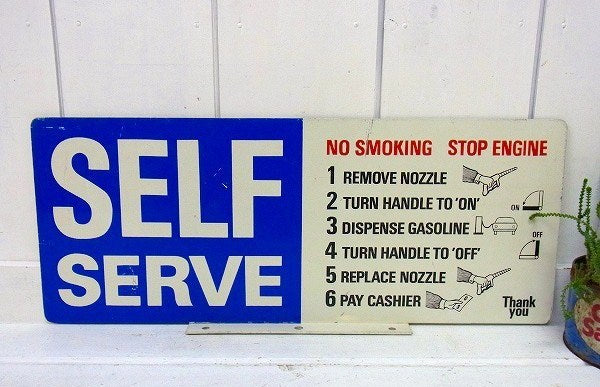 SELF
SERVE
NO SMOKING STOP ENGINE
1 REMOVE NOZZLE
2 TURN HANDLE TO 'ON'
ON
3 DISPENSE GASOLINE
OFF
4 TURN HANDLE TO 'OFF'
5 REPLACE NOZZLE
6 PAY CASHIER
Thank
you